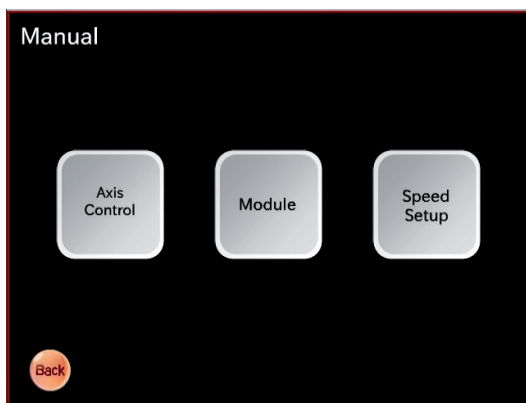 Manual
Axis
Control
Module
Speed
Setup
Back